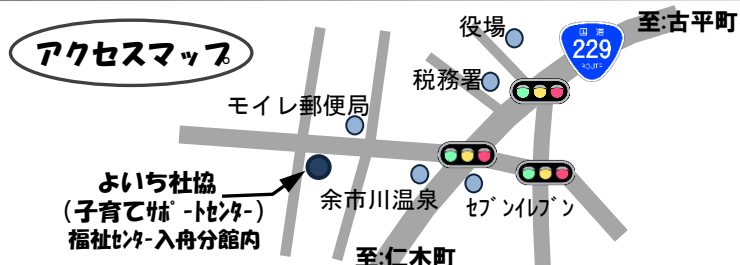 アクセスマップ
役場
国道
229
ROUTE
至:古平町
税務署
モイレ郵便局
よいち社協
(子育てｻﾎﾟｰﾄｾﾝﾀｰ)
福祉ｾﾝﾀｰ入舟分館内
余市川温泉
ｾﾌﾞﾝｲﾚﾌﾞﾝ
至:仁木町